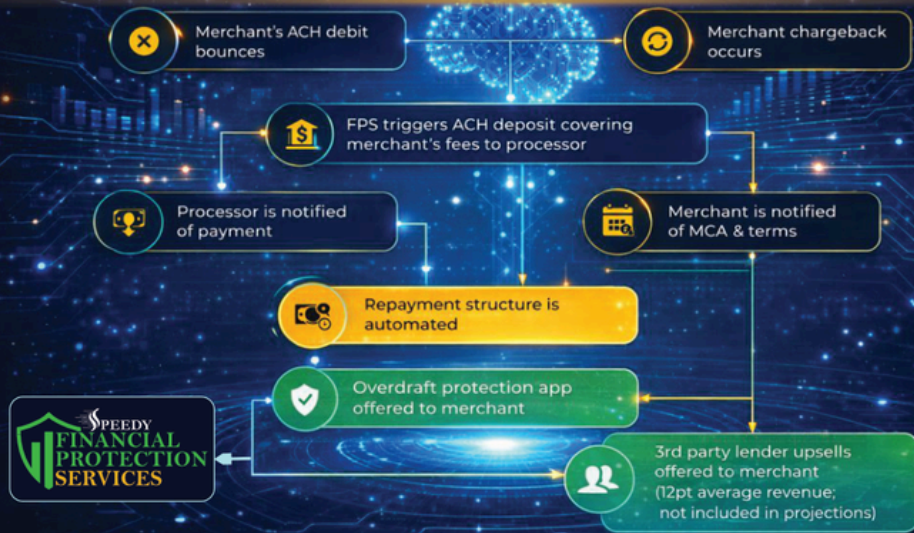 Merchant's ACH debit
bounces
Merchant chargeback
occurs
FPS triggers ACH deposit covering
merchant's fees to processor
Processor is notified
of payment
Merchant is notified
of MCA & terms
Repayment structure is
automated
Overdraft protection app
offered to merchant
SPEEDY
FINANCIAL
PROTECTION
SERVICES
3rd party lender upsells
offered to merchant
(12pt average revenue;
not included in projections)